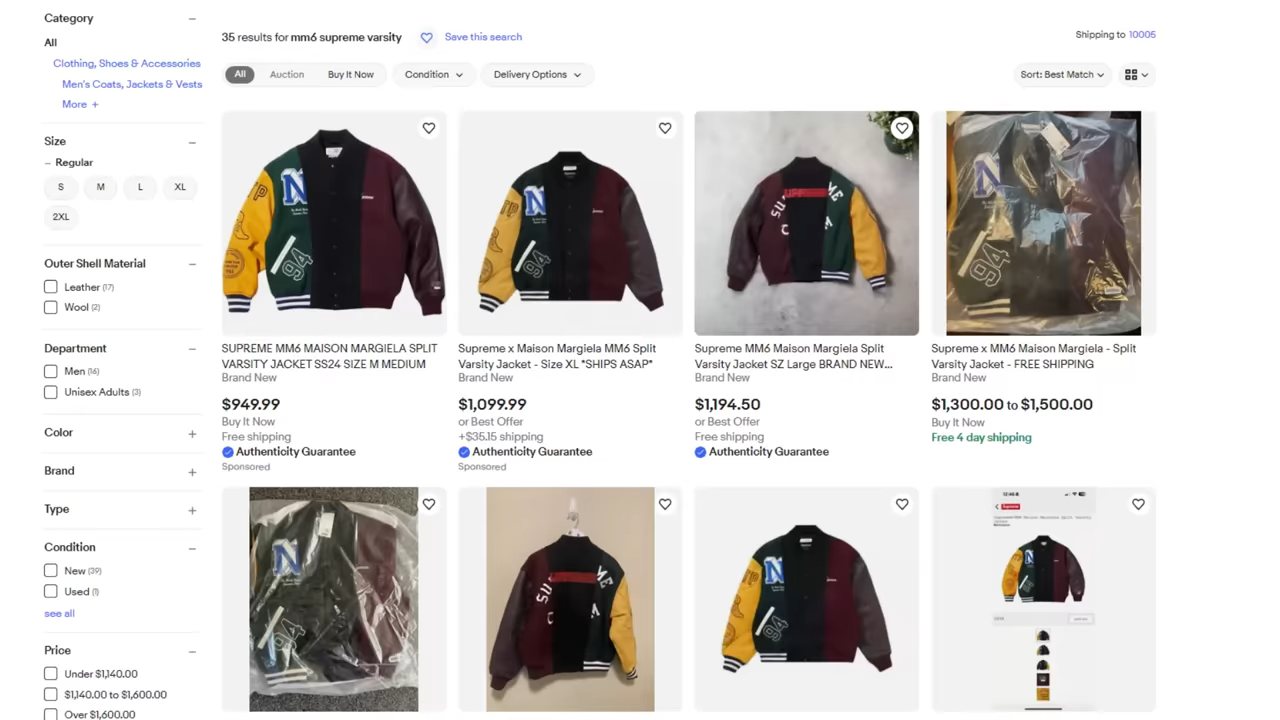 Category
All
Clothing, Shoes & Accessories
Men's Coats, Jackets & Vests
More +
Size
Regular
S M L XL
2XL
Outer Shell Material
Leather (17)
Wool (2)
Department
Men (16)
Unisex Adults (3)
Color
Brand
Type
Condition
New (39)
Used (1)
see all
Price
Under $1,140.00
$1,140.00 to $1,600.00
Over $1,600.00
35 results for mm6 supreme varsity
Save this search
Shipping to 10005
All Auction Buy It Now
Condition
Delivery Options
Sort: Best Match
SUPREME MM6 MAISON MARGIELA SPLIT
VARSITY JACKET SS24 SIZE M MEDIUM
Brand New
$949.99
Buy It Now
Free shipping
Authenticity Guarantee
Sponsored
Supreme x Maison Margiela MM6 Split
Varsity Jacket - Size XL *SHIPS ASAP*
Brand New
$1,099.99
or Best Offer
+$35.15 shipping
Authenticity Guarantee
Sponsored
Supreme MM6 Maison Margiela Split
Varsity Jacket SZ Large BRAND NEW...
Brand New
$1,194.50
or Best Offer
Free shipping
Authenticity Guarantee
Supreme x MM6 Maison Margiela - Split
Varsity Jacket - FREE SHIPPING
Brand New
$1,300.00 to $1,500.00
Buy It Now
Free 4 day shipping
N
94
N
94
N
94
N
94
N
94